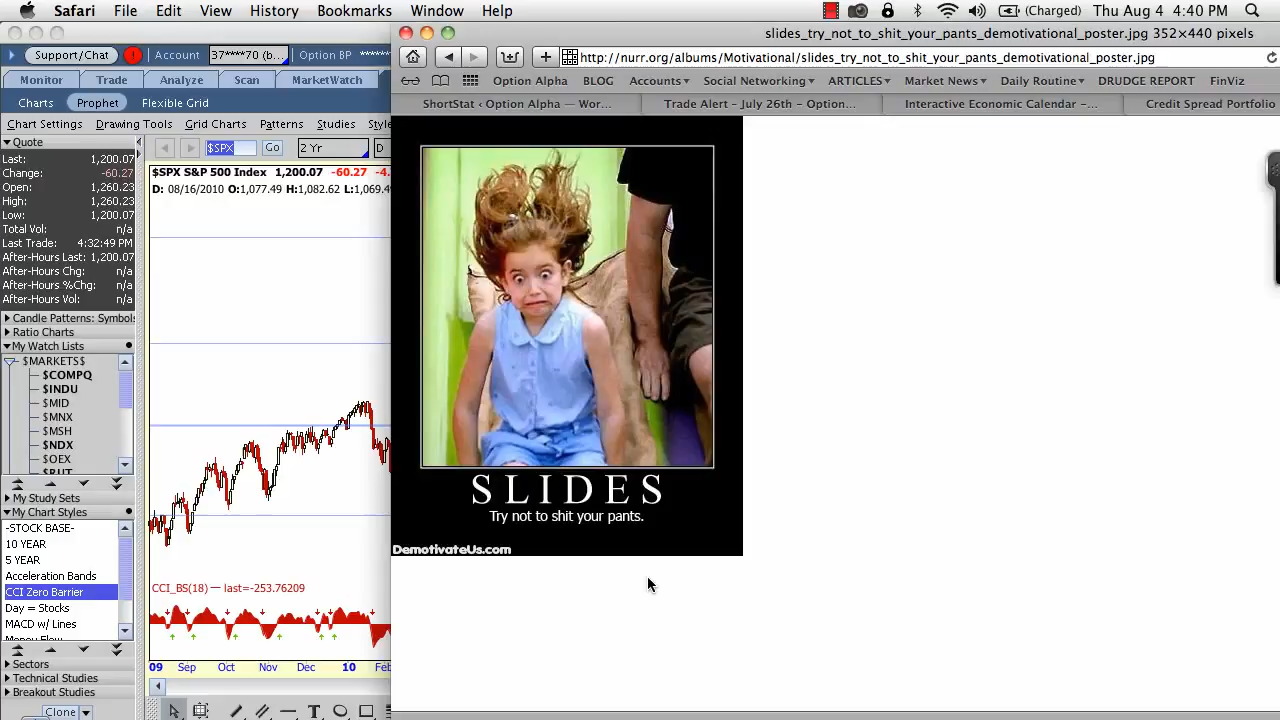 Safari File Edit View History Bookmarks Window Help (Charged) Thu Aug 4 4:40 PM
slides_try_not_to_shit_your_pants_demotivational_poster.jpg 352×440 pixels
Support/Chat Account 37****70 (b... Option BP
http://nurr.org/albums/Motivational/slides_try_not_to_shit_your_pants_demotivational_poster.jpg
Monitor Trade Analyze Scan MarketWatch
Option Alpha BLOG Accounts Social Networking ARTICLES Market News Daily Routine DRUDGE REPORT FinViz
Charts Prophet Flexible Grid
ShortStat ‹ Option Alpha — Wor... Trade Alert – July 26th – Option... Interactive Economic Calendar –... Credit Spread Portfolio
Chart Settings Drawing Tools Grid Charts Patterns Studies Style
Quote
$SPX Go 2 Yr D
Last: 1,200.07
Change: -60.27
Open: 1,260.23
High: 1,260.23
Low: 1,200.07
Total Vol: n/a
Last Trade: 4:32:49 PM
After-Hours Last: n/a
After-Hours Chg: n/a
After-Hours %Chg: n/a
After-Hours Vol: n/a
$SPX S&P 500 Index 1,200.07 -60.27 -4.
D: 08/16/2010 O:1,077.49 H:1,082.62 L:1,069.49
Candle Patterns: Symbols
Ratio Charts
My Watch Lists
$MARKETS$
$COMPQ
$INDU
$MID
$MNX
$MSH
$NDX
$OEX
$RUT
My Study Sets
My Chart Styles
-STOCK BASE-
10 YEAR
5 YEAR
Acceleration Bands
CCI Zero Barrier
Day = Stocks
MACD w/ Lines
Money Flow
Sectors
Technical Studies
Breakout Studies
Clone
CCI_BS(18) — last=-253.76209
09 Sep Oct Nov Dec 10 Feb
T
SLIDES
Try not to shit your pants.
DemotivateUs.com